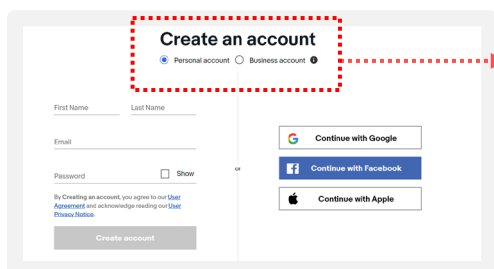 Create an account
Personal account Business account
First Name Last Name
Email
Password Show
By Creating an account, you agree to our User
Agreement and acknowledge reading our User
Privacy Notice.
Create account
or
Continue with Google
Continue with Facebook
Continue with Apple